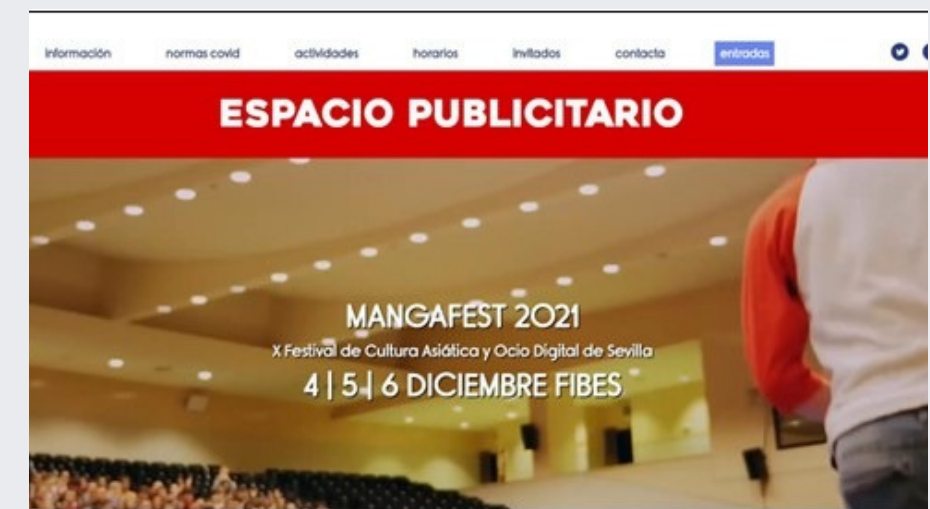 información normas covid actividades horarios invitados contacta entradas
ESPACIO PUBLICITARIO
MANGAFEST 2021
X Festival de Cultura Asiática y Ocio Digital de Sevilla
4 | 5 | 6 DICIEMBRE FIBES